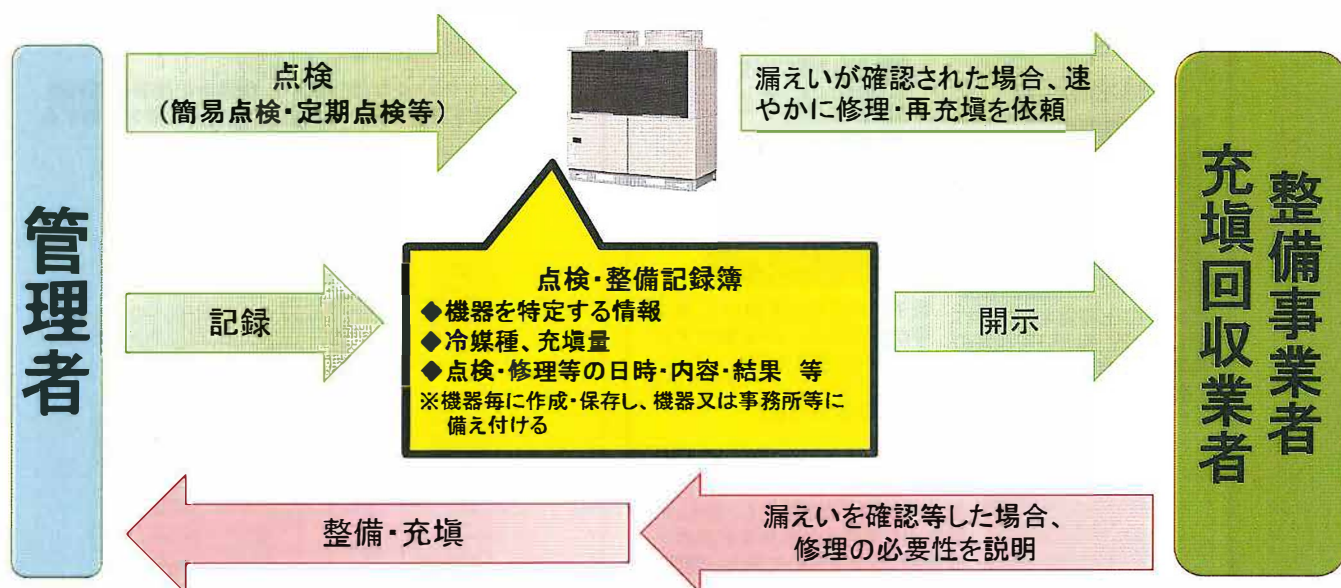 管理者
点検
(簡易点検・定期点検等)
漏えいが確認された場合、速
やかに修理・再充塡を依頼
記録
点検・整備記録簿
◆機器を特定する情報
◆冷媒種、充塡量
◆点検・修理等の日時・内容・結果 等
※機器毎に作成・保存し、機器又は事務所等に
備え付ける
開示
整備事業者
充塡回収業者
漏えいを確認等した場合、
修理の必要性を説明
整備・充塡